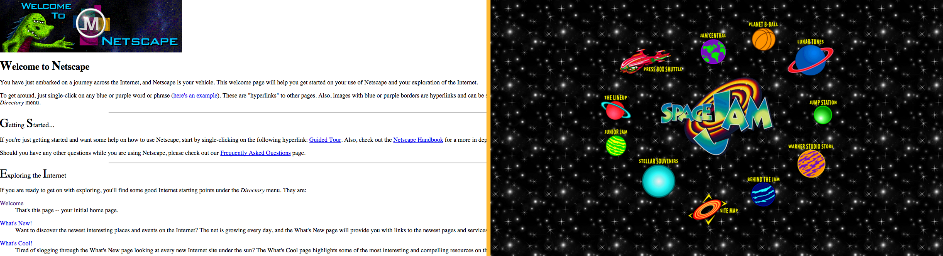 WELCOME
TO
M
NETSCAPE
Welcome to Netscape
You have just embarked on a journey across the Internet, and Netscape is your vehicle. This welcome page will help you get started on your use of Netscape and your exploration of the Internet.
To get around, just single-click on any blue or purple word or phrase (here's an example). These are "hyperlinks" to other pages. Also, images with blue or purple borders are hyperlinks and can be
Directory menu.
Getting Started...
If you're just getting started and want some help on how to use Netscape, start by single-clicking on the following hyperlink: Guided Tour. Also, check out the Netscape Handbook for a more in dep
Should you have any other questions while you are using Netscape, please check out our Frequently Asked Questions page.
Exploring the Internet
If you are ready to get on with exploring, you'll find some good Internet starting points under the Directory menu. They are:
Welcome
That's this page -- your initial home page.
What's New!
Want to discover the newest interesting places and events on the Internet? The net is growing every day, and the What's New page will provide you with links to the newest pages and services
What's Cool!
Tired of slogging through the What's New page looking at every new Internet site under the sun? The What's Cool page highlights some of the most interesting and compelling resources on th
PLANET B-BALL
JAM CENTRAL
LUNAR TUNES
PRESS BOX SHUTTLE
THE LINEUP
SPACE JAM
JUMP STATION
JUNIOR JAM
WARNER STUDIO STORE
STELLAR SOUVENIRS
BEHIND THE JAM
SITE MAP